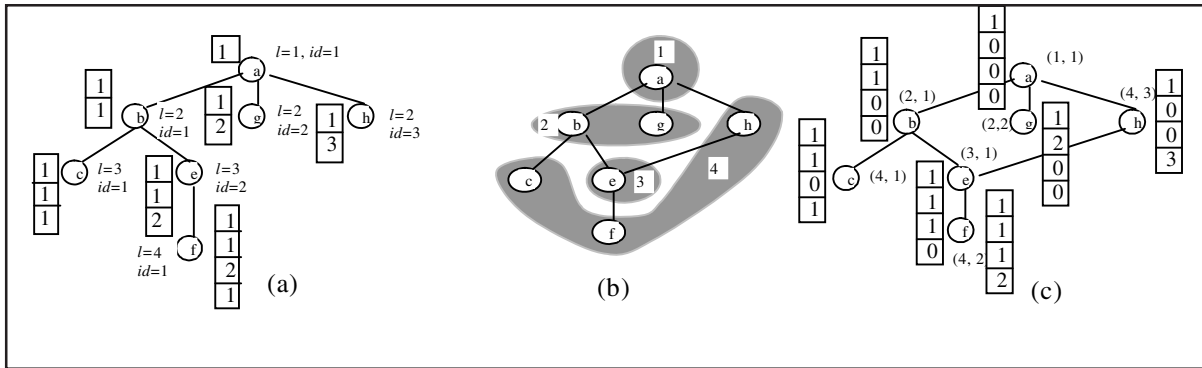 1
l=1, id=1
a
1
1
b
l=2
id=1
1
2
g
l=2
id=2
1
3
h
l=2
id=3
1
1
1
c
l=3
id=1
1
1
2
e
l=3
id=2
l=4
id=1
f
1
1
2
1
(a)
1
a
2
b
g
h
c
e
3
4
f
(b)
1
0
0
0
a
(1, 1)
1
1
0
0
b
(2, 1)
(2,2)
g
1
2
0
0
(4, 3)
h
1
0
0
3
1
1
0
1
c
(4, 1)
(3, 1)
e
1
1
1
0
f
(4, 2
1
1
1
2
(c)